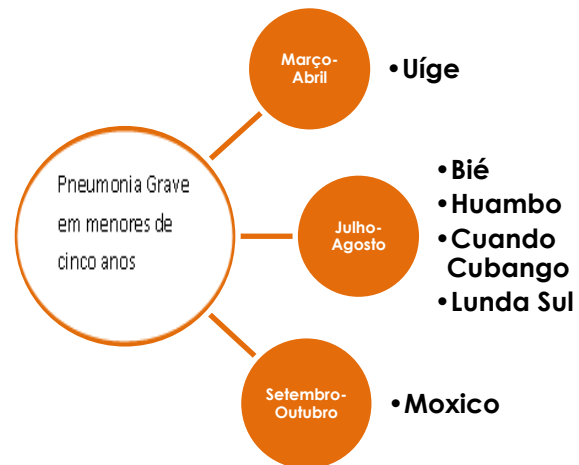 Pneumonia Grave
em menores de
cinco anos
Março-
Abril
•Uíge
Julho-
Agosto
•Bié
•Huambo
•Cuando
Cubango
•Lunda Sul
Setembro-
Outubro
•Moxico